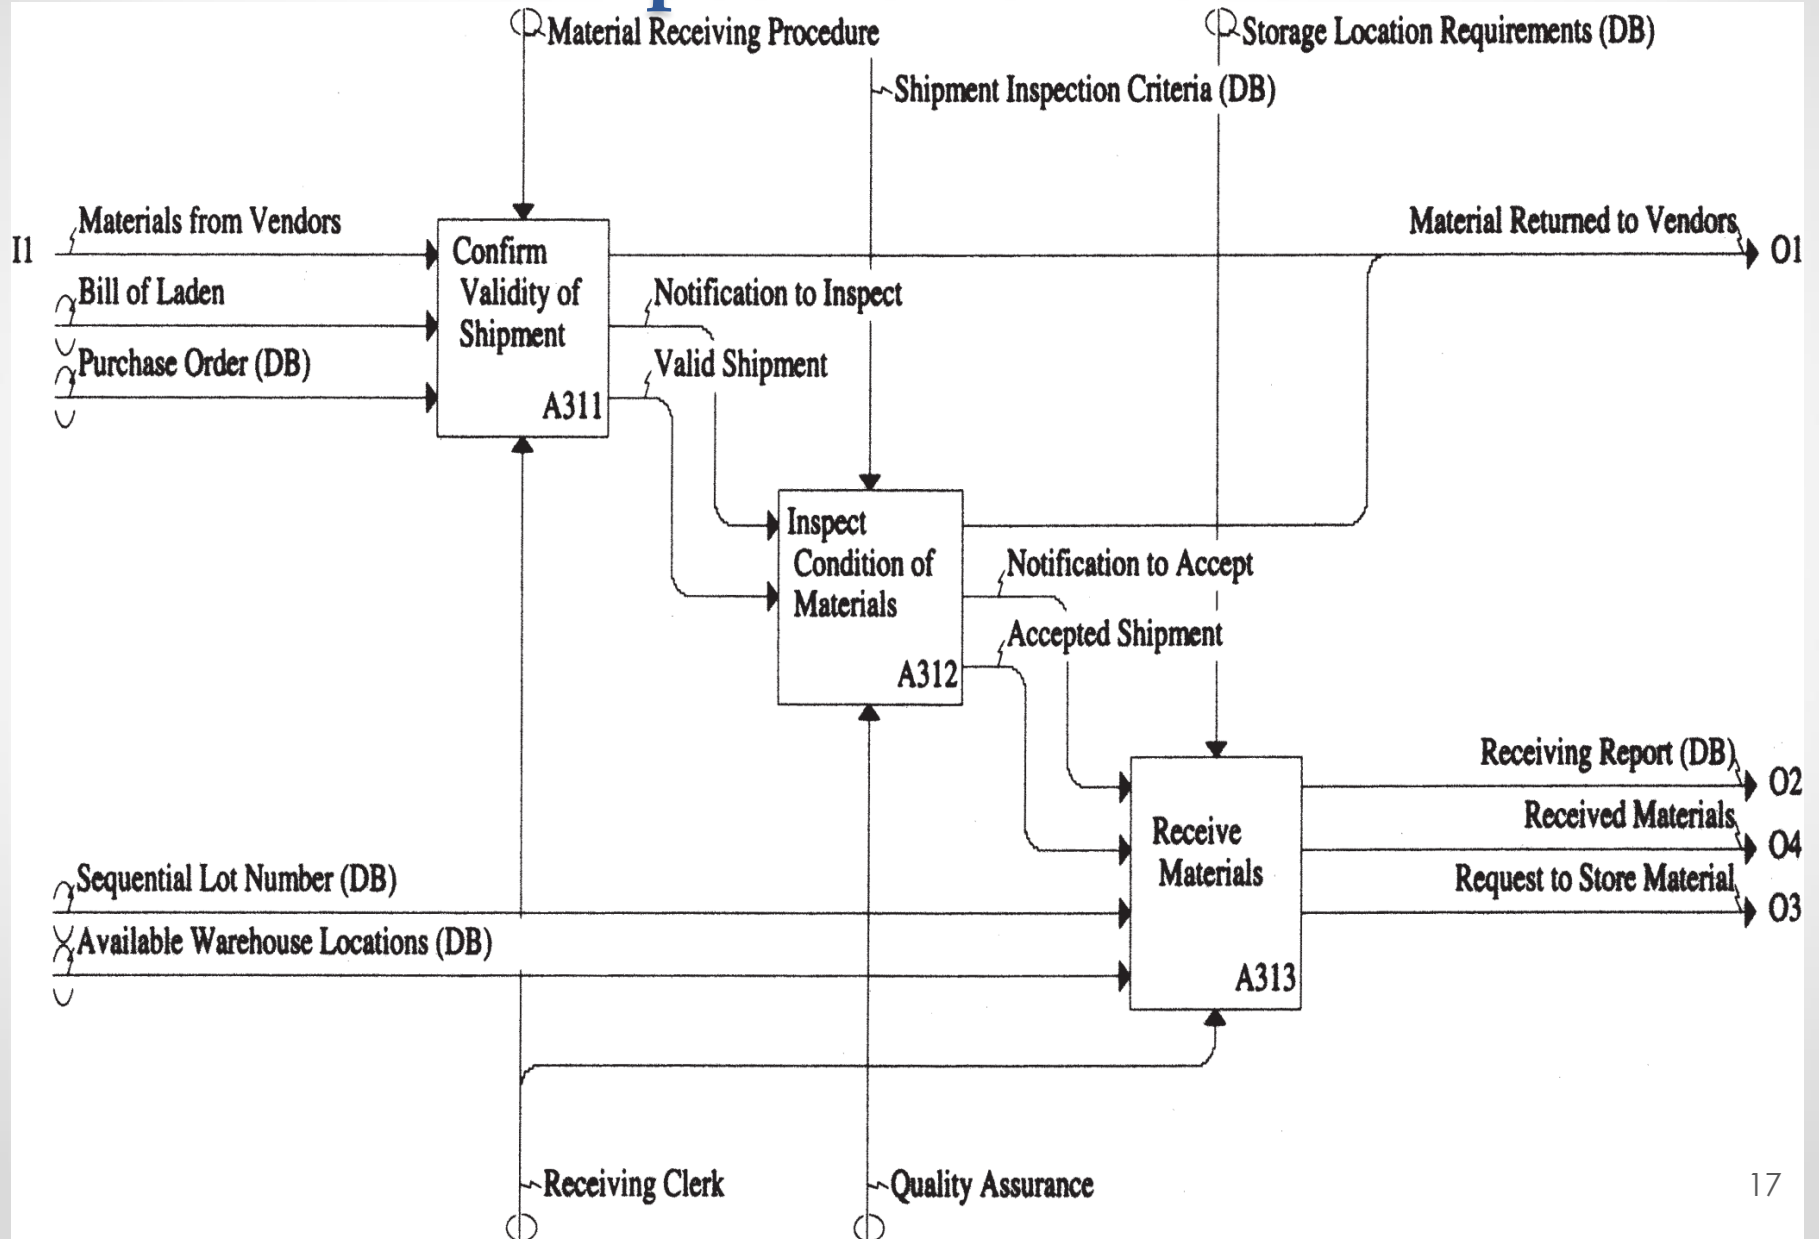 Material Receiving Procedure
Storage Location Requirements (DB)
Shipment Inspection Criteria (DB)
Materials from Vendors
Material Returned to Vendors
I1
O1
Confirm
Validity of
Shipment
A311
Bill of Laden
Notification to Inspect
Purchase Order (DB)
Valid Shipment
Inspect
Condition of
Materials
A312
Notification to Accept
Accepted Shipment
Receiving Report (DB)
O2
Received Materials
O4
Receive
Materials
A313
Request to Store Material
O3
Sequential Lot Number (DB)
Available Warehouse Locations (DB)
Receiving Clerk
Quality Assurance
17